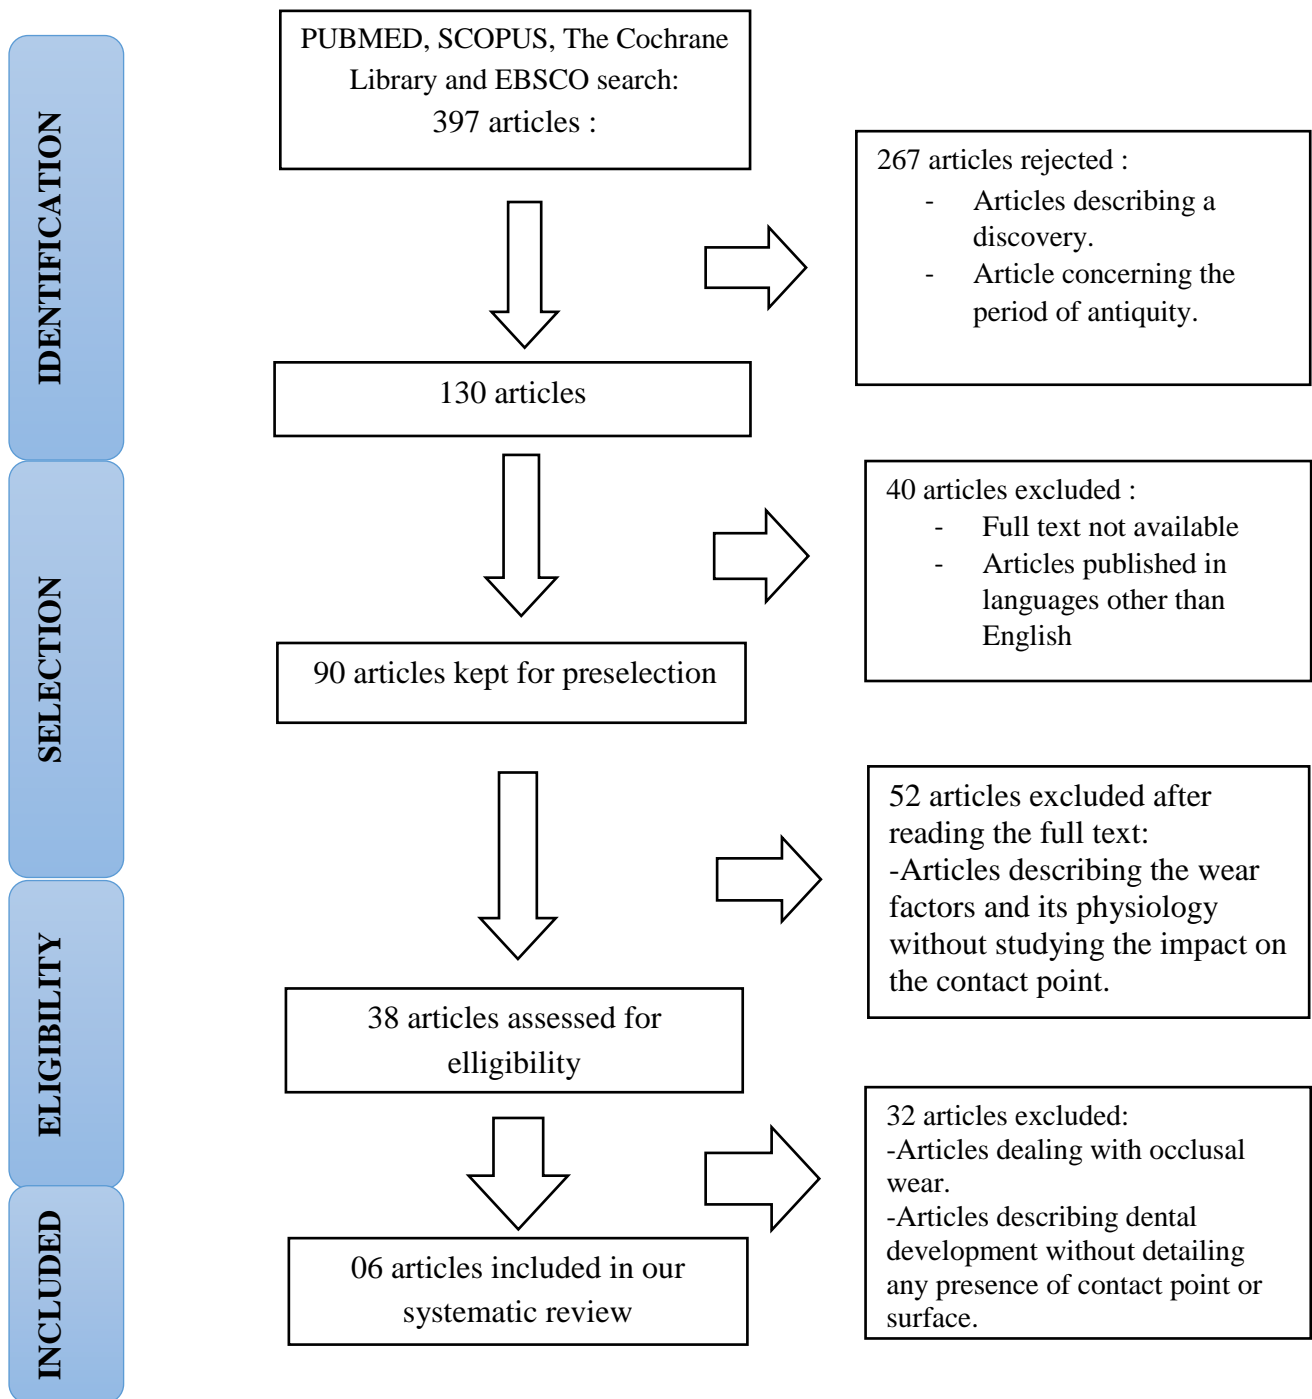 IDENTIFICATION
PUBMED, SCOPUS, The Cochrane
Library and EBSCO search:
397 articles :
267 articles rejected :
- Articles describing a
discovery.
- Article concerning the
period of antiquity.
130 articles
SELECTION
40 articles excluded :
- Full text not available
- Articles published in
languages other than
English
90 articles kept for preselection
52 articles excluded after
reading the full text:
-Articles describing the wear
factors and its physiology
without studying the impact on
the contact point.
ELIGIBILITY
38 articles assessed for
elligibility
32 articles excluded:
-Articles dealing with occlusal
wear.
-Articles describing dental
development without detailing
any presence of contact point or
surface.
INCLUDED
06 articles included in our
systematic review